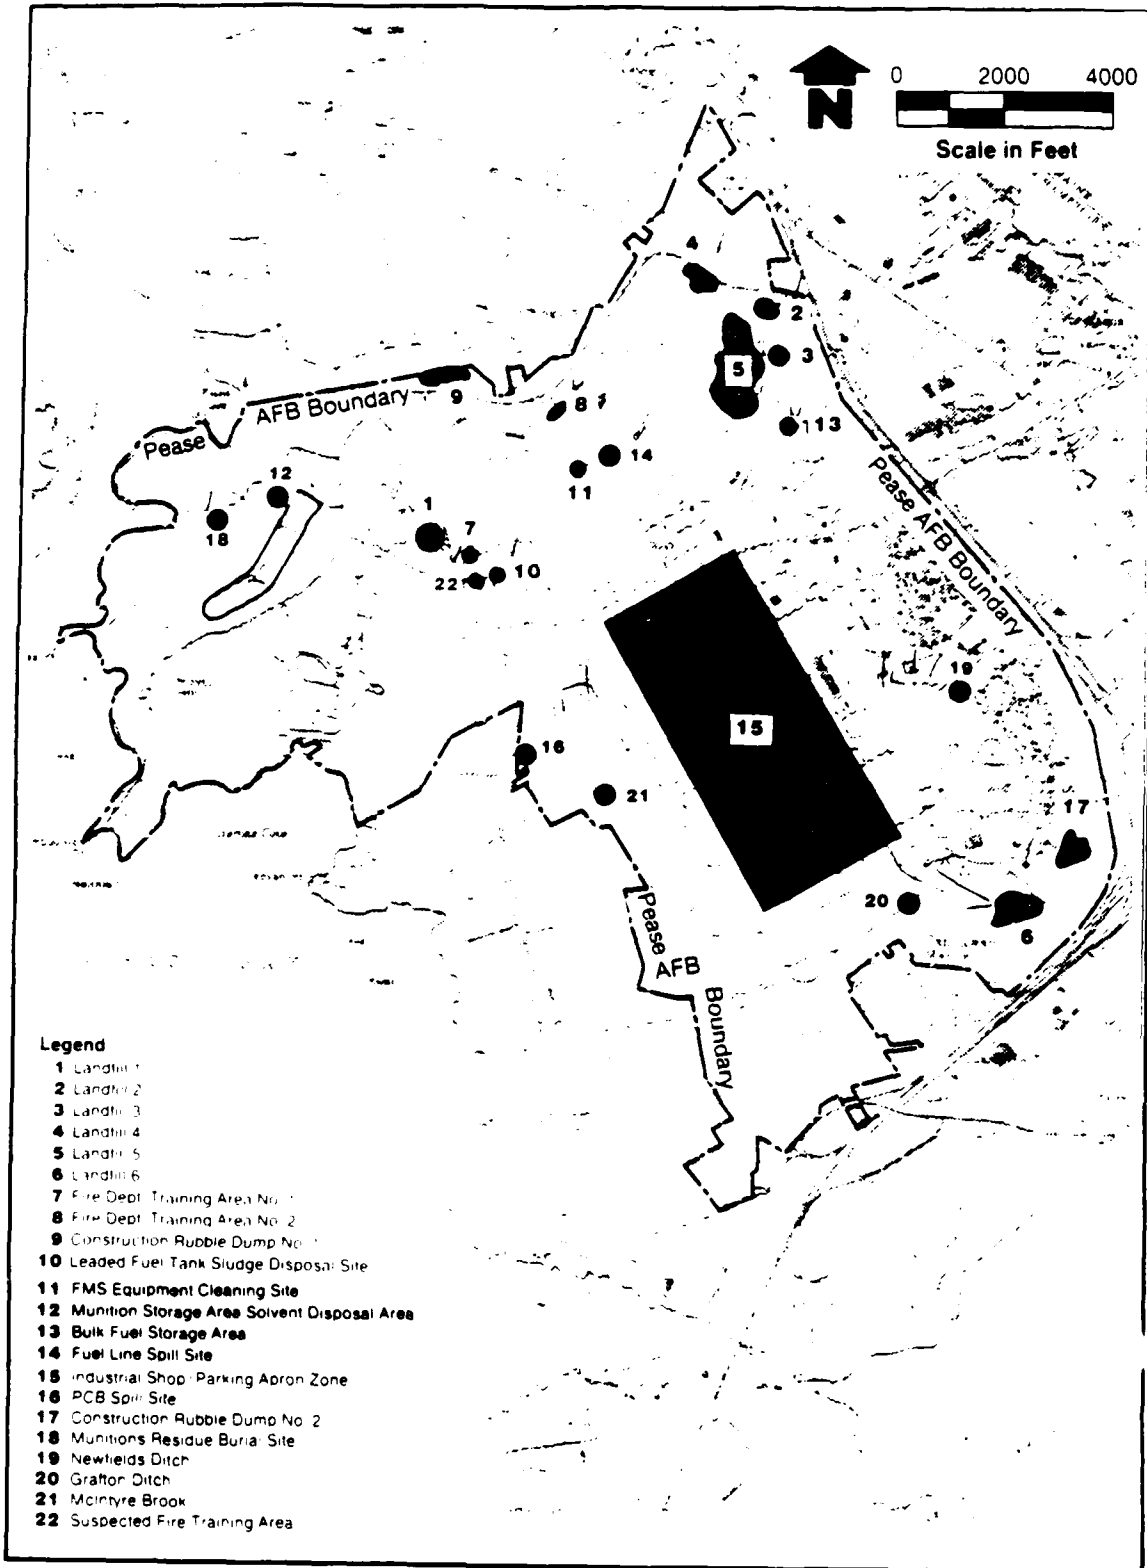 0 2000 4000
N
Scale in Feet
4
2
3
5
9
8
13
14
11
Pease AFB Boundary
12
18
1
7
10
22
Pease AFB Boundary
19
15
16
21
17
20
6
Pease
AFB
Boundary
Legend
1 Landfill 1
2 Landfill 2
3 Landfill 3
4 Landfill 4
5 Landfill 5
6 Landfill 6
7 Fire Dept. Training Area No. 1
8 Fire Dept. Training Area No. 2
9 Construction Rubble Dump No. 1
10 Leaded Fuel Tank Sludge Disposal Site
11 FMS Equipment Cleaning Site
12 Munition Storage Area Solvent Disposal Area
13 Bulk Fuel Storage Area
14 Fuel Line Spill Site
15 Industrial Shop/Parking Apron Zone
16 PCB Spill Site
17 Construction Rubble Dump No. 2
18 Munitions Residue Burial Site
19 Newfields Ditch
20 Grafton Ditch
21 McIntyre Brook
22 Suspected Fire Training Area